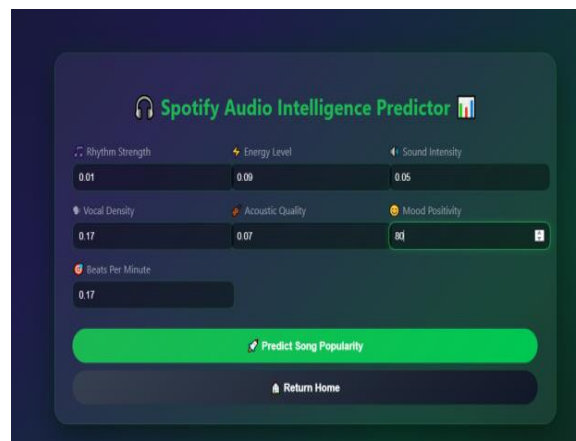 🎧 Spotify Audio Intelligence Predictor 📊
🎵 Rhythm Strength ⚡ Energy Level 🔊 Sound Intensity
0.01 0.09 0.05
🗣 Vocal Density 🎸 Acoustic Quality 😊 Mood Positivity
0.17 0.07 80
🎯 Beats Per Minute
0.17
🚀 Predict Song Popularity
🏠 Return Home